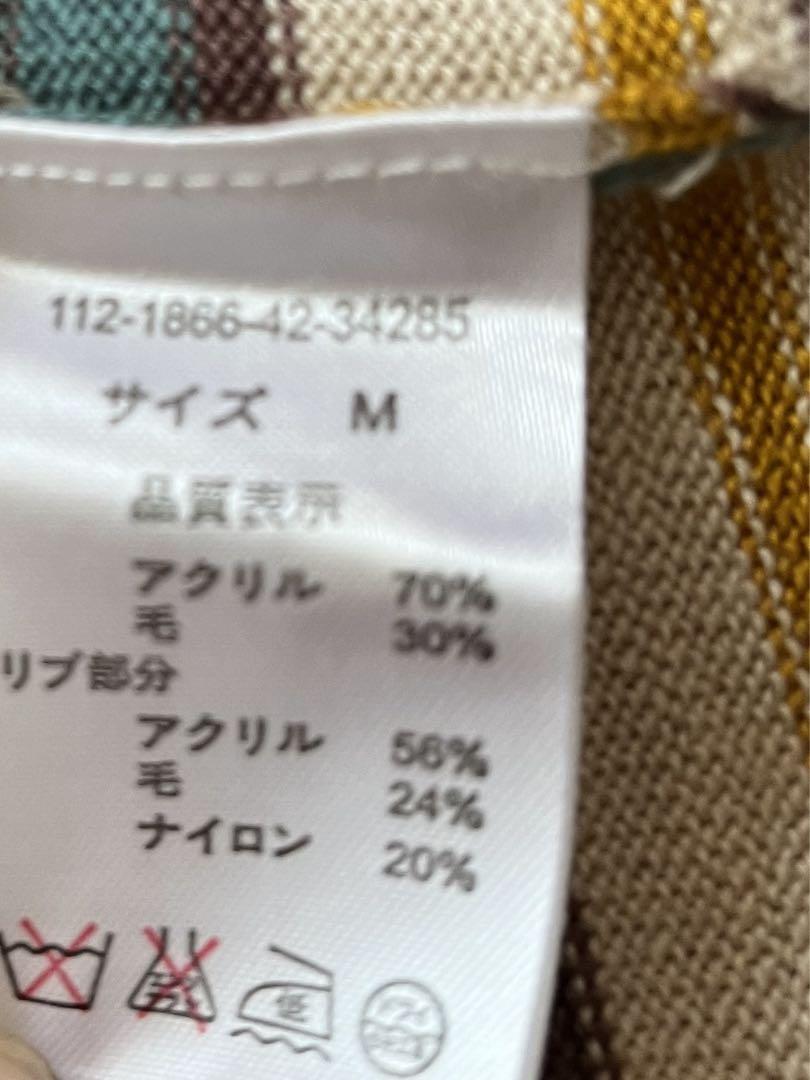 112-1866-42-34285
サイズ M
品質表示
アクリル 70%
毛 30%
リブ部分
アクリル 56%
毛 24%
ナイロン 20%
低